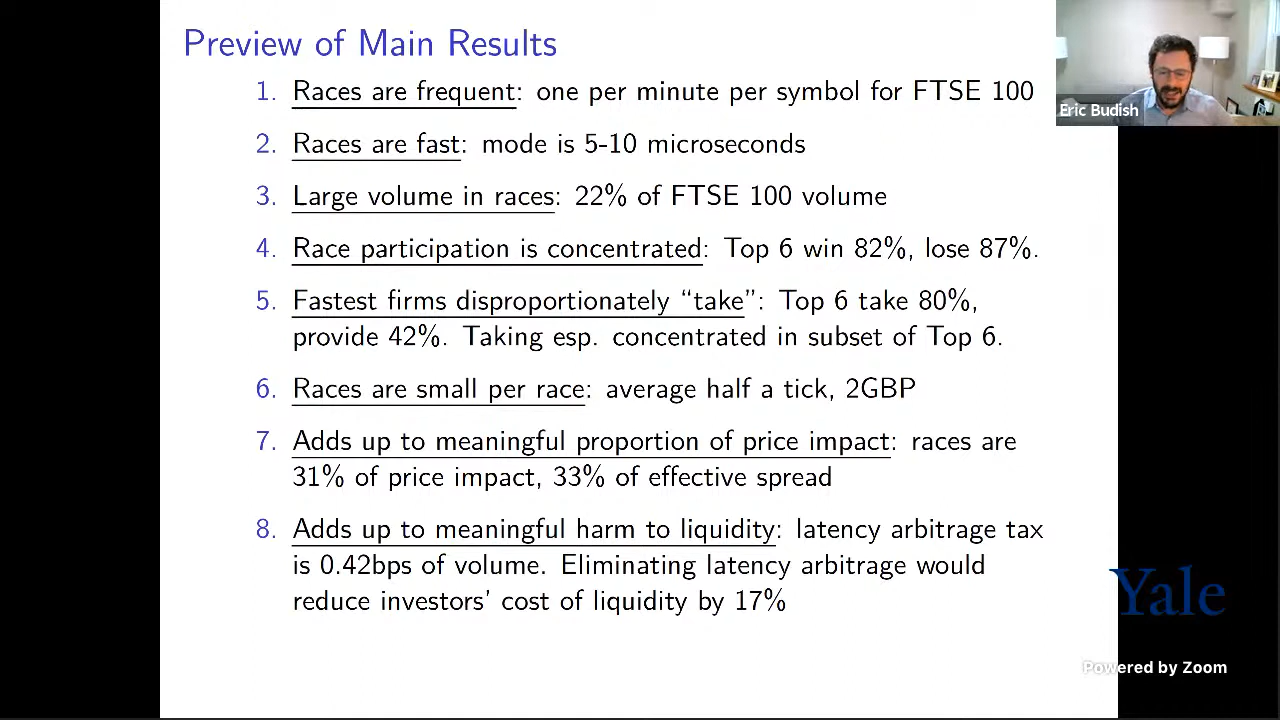 Preview of Main Results
1. Races are frequent: one per minute per symbol for FTSE 100
2. Races are fast: mode is 5-10 microseconds
3. Large volume in races: 22% of FTSE 100 volume
4. Race participation is concentrated: Top 6 win 82%, lose 87%.
5. Fastest firms disproportionately “take”: Top 6 take 80%,
provide 42%. Taking esp. concentrated in subset of Top 6.
6. Races are small per race: average half a tick, 2GBP
7. Adds up to meaningful proportion of price impact: races are
31% of price impact, 33% of effective spread
8. Adds up to meaningful harm to liquidity: latency arbitrage tax
is 0.42bps of volume. Eliminating latency arbitrage would
reduce investors’ cost of liquidity by 17%
Eric Budish
Yale
Powered by Zoom